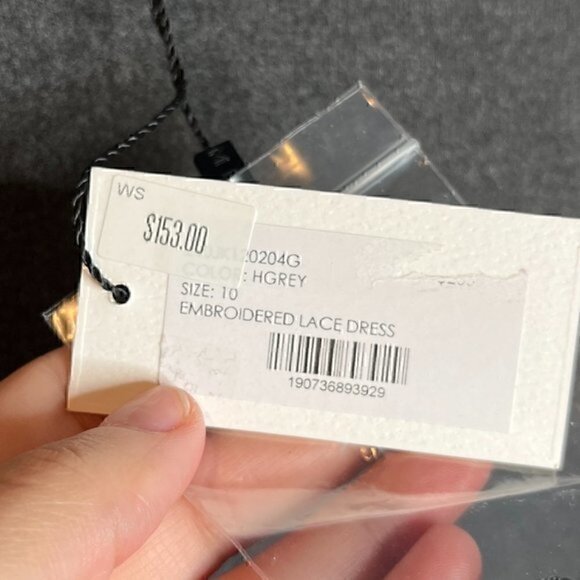 WS
$153.00
20204G
COLOR: HGREY
SIZE: 10
EMBROIDERED LACE DRESS
190736893929